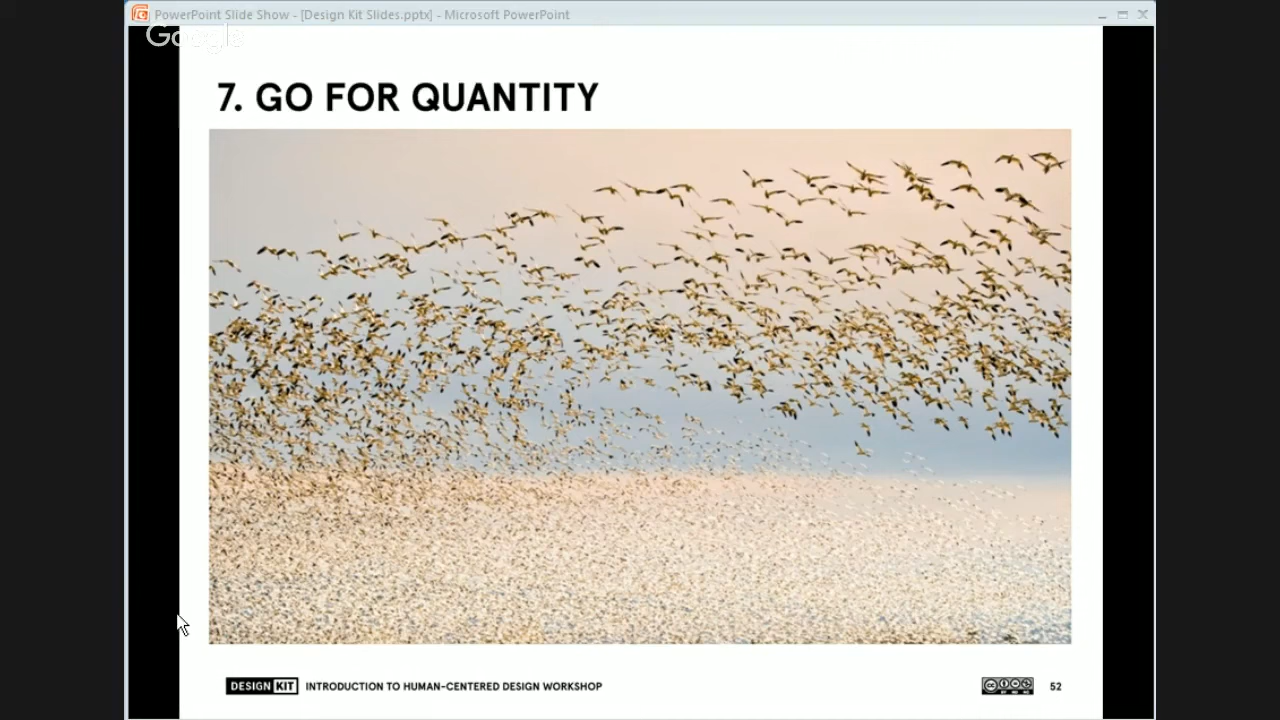 PowerPoint Slide Show - [Design Kit Slides.pptx] - Microsoft PowerPoint
Google
7. GO FOR QUANTITY
DESIGN KIT INTRODUCTION TO HUMAN-CENTERED DESIGN WORKSHOP
52